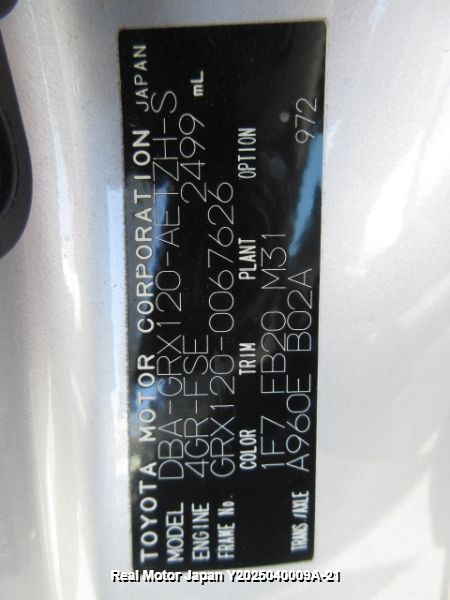 TOYOTA MOTOR CORPORATION JAPAN
MODEL DBA-GRX120-AETZH-S
ENGINE 4GR-FSE 2499 mL
FRAME No. GRX120-0067626
COLOR TRIM PLANT OPTION
1F7 FB20 M31
TRANS/AXLE A960E B02A 972
Real Motor Japan Y2025040009A-21